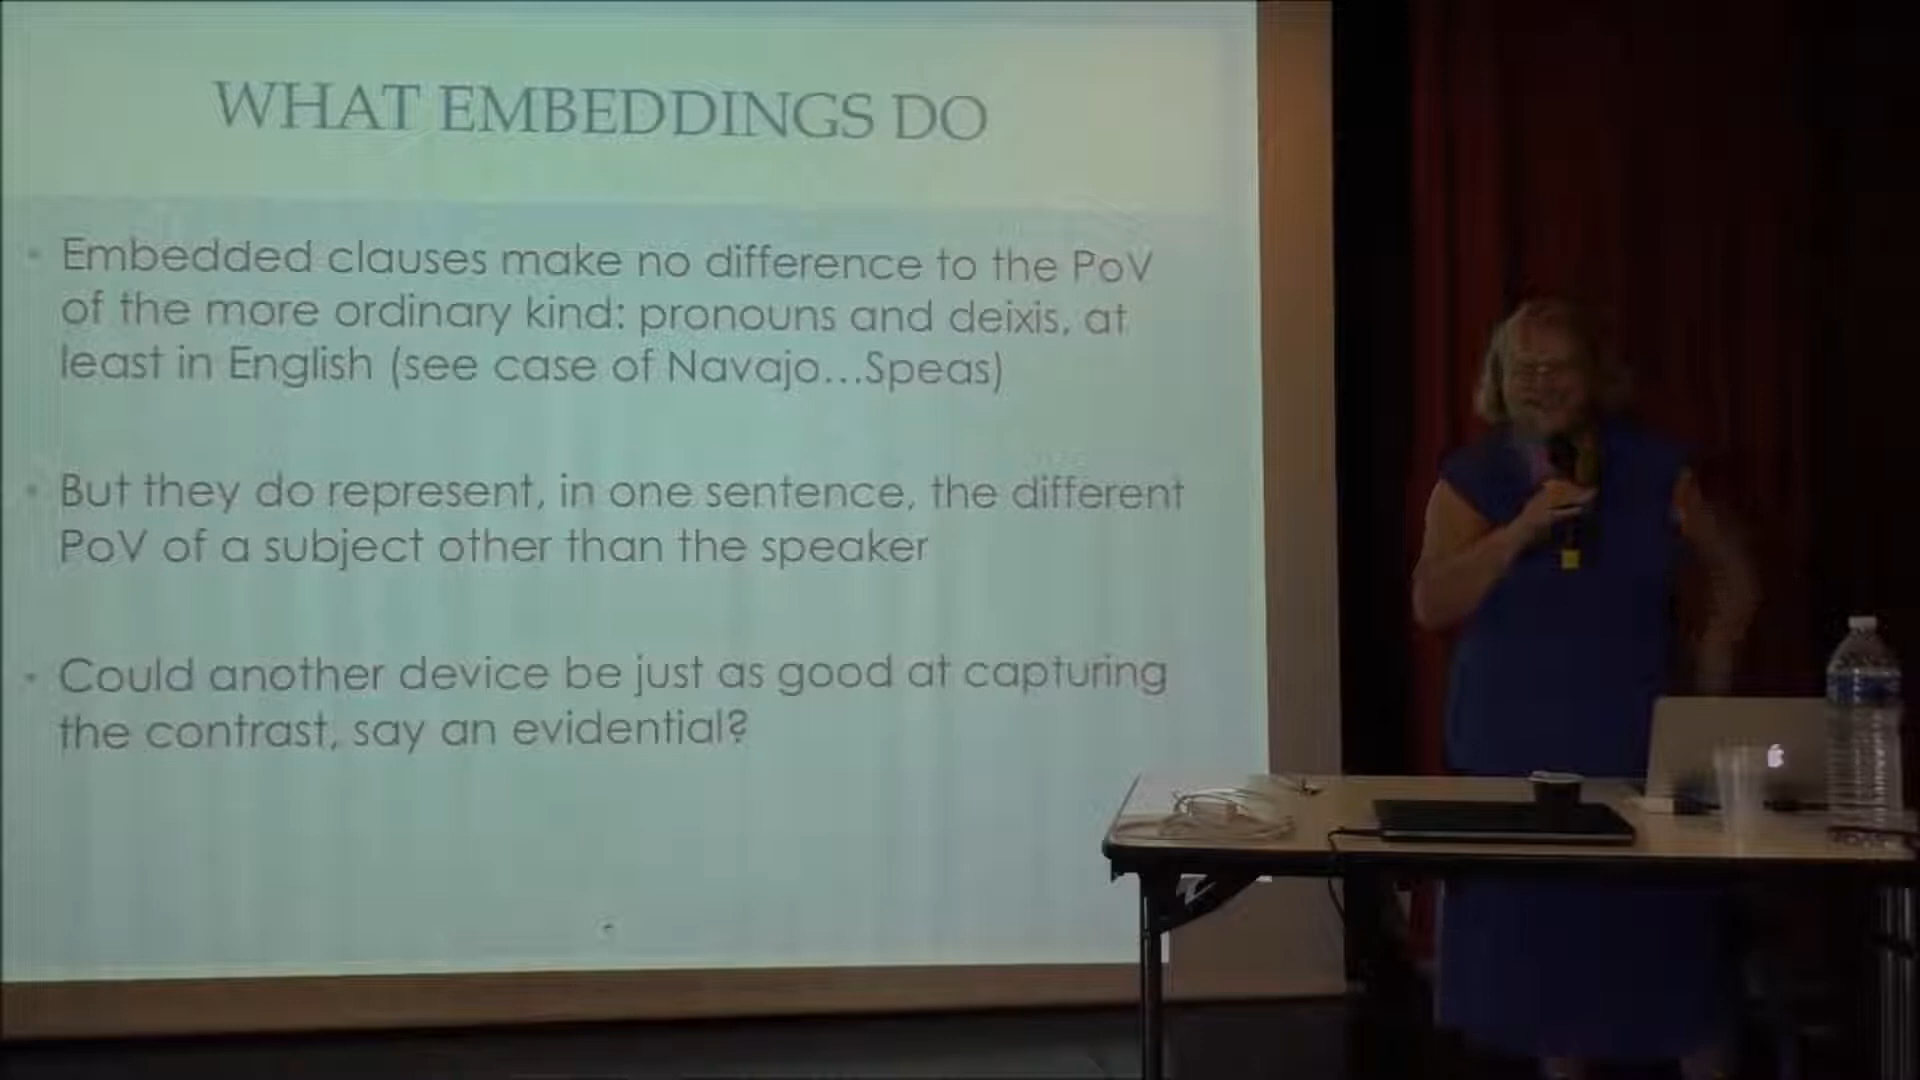 WHAT EMBEDDINGS DO
• Embedded clauses make no difference to the PoV
of the more ordinary kind: pronouns and deixis, at
least in English (see case of Navajo...Speas)
• But they do represent, in one sentence, the different
PoV of a subject other than the speaker
• Could another device be just as good at capturing
the contrast, say an evidential?